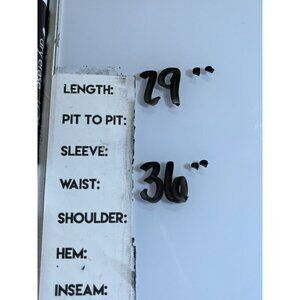 LENGTH: 29"
PIT TO PIT:
SLEEVE:
WAIST: 36"
SHOULDER:
HEM:
INSEAM: